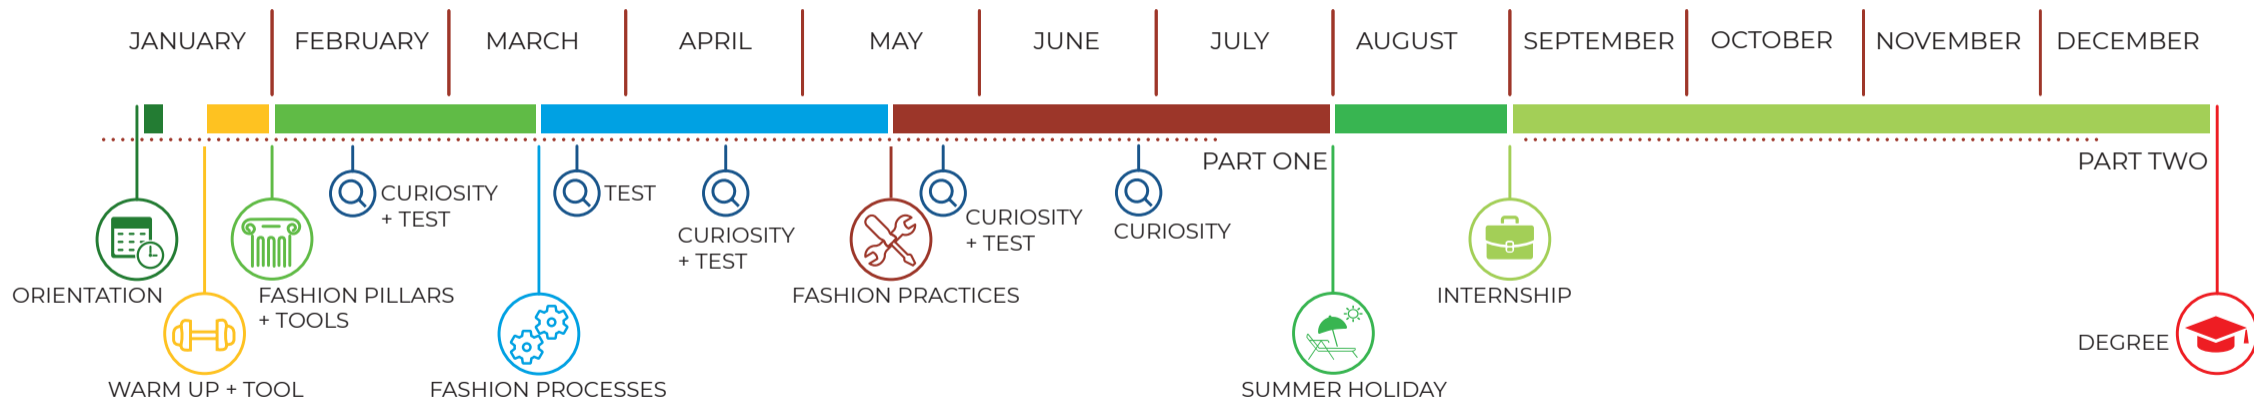 JANUARY
FEBRUARY
MARCH
APRIL
MAY
JUNE
JULY
AUGUST
SEPTEMBER
OCTOBER
NOVEMBER
DECEMBER
PART ONE
PART TWO
CURIOSITY
+ TEST
TEST
CURIOSITY
+ TEST
CURIOSITY
+ TEST
CURIOSITY
ORIENTATION
FASHION PILLARS
+ TOOLS
FASHION PRACTICES
INTERNSHIP
DEGREE
WARM UP + TOOL
FASHION PROCESSES
SUMMER HOLIDAY